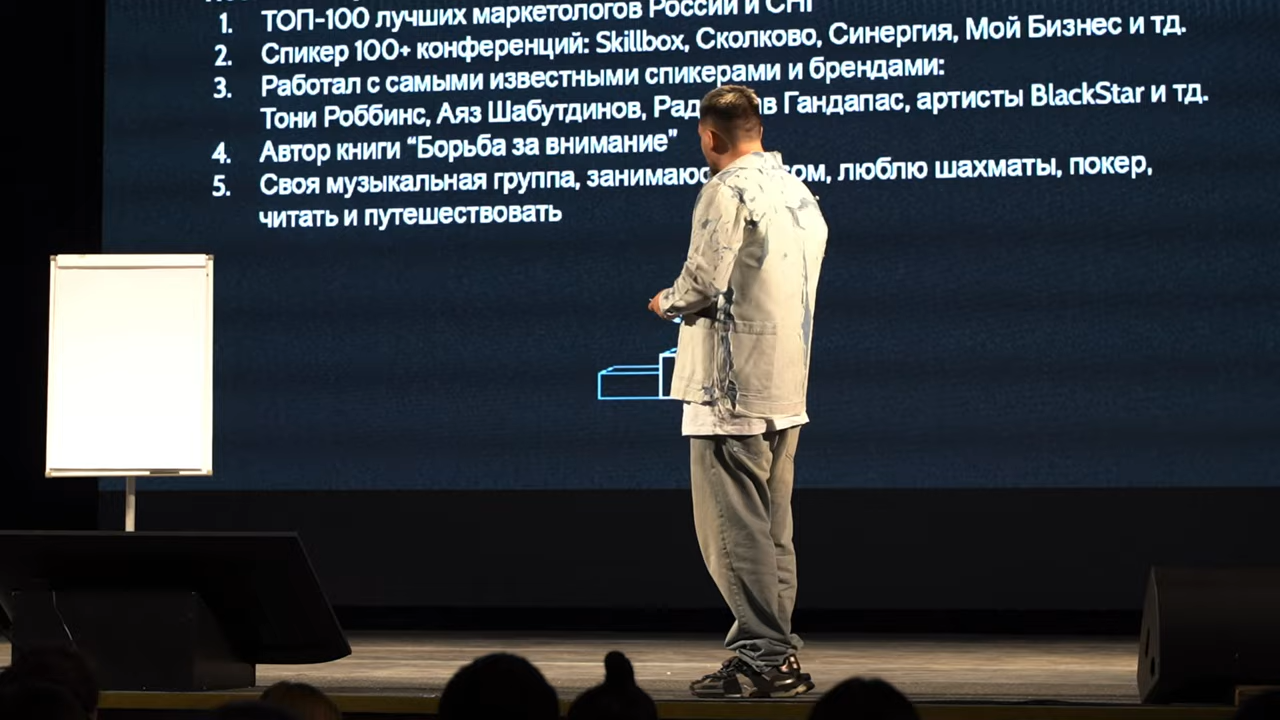 1. ТОП-100 лучших маркетологов России и СНГ
2. Спикер 100+ конференций: Skillbox, Сколково, Синергия, Мой Бизнес и тд.
3. Работал с самыми известными спикерами и брендами:
Тони Роббинс, Аяз Шабутдинов, Гандапас, артисты BlackStar и тд.
4. Автор книги “Борьба за внимание”
5. Своя музыкальная группа, люблю шахматы, покер,
читать и путешествовать